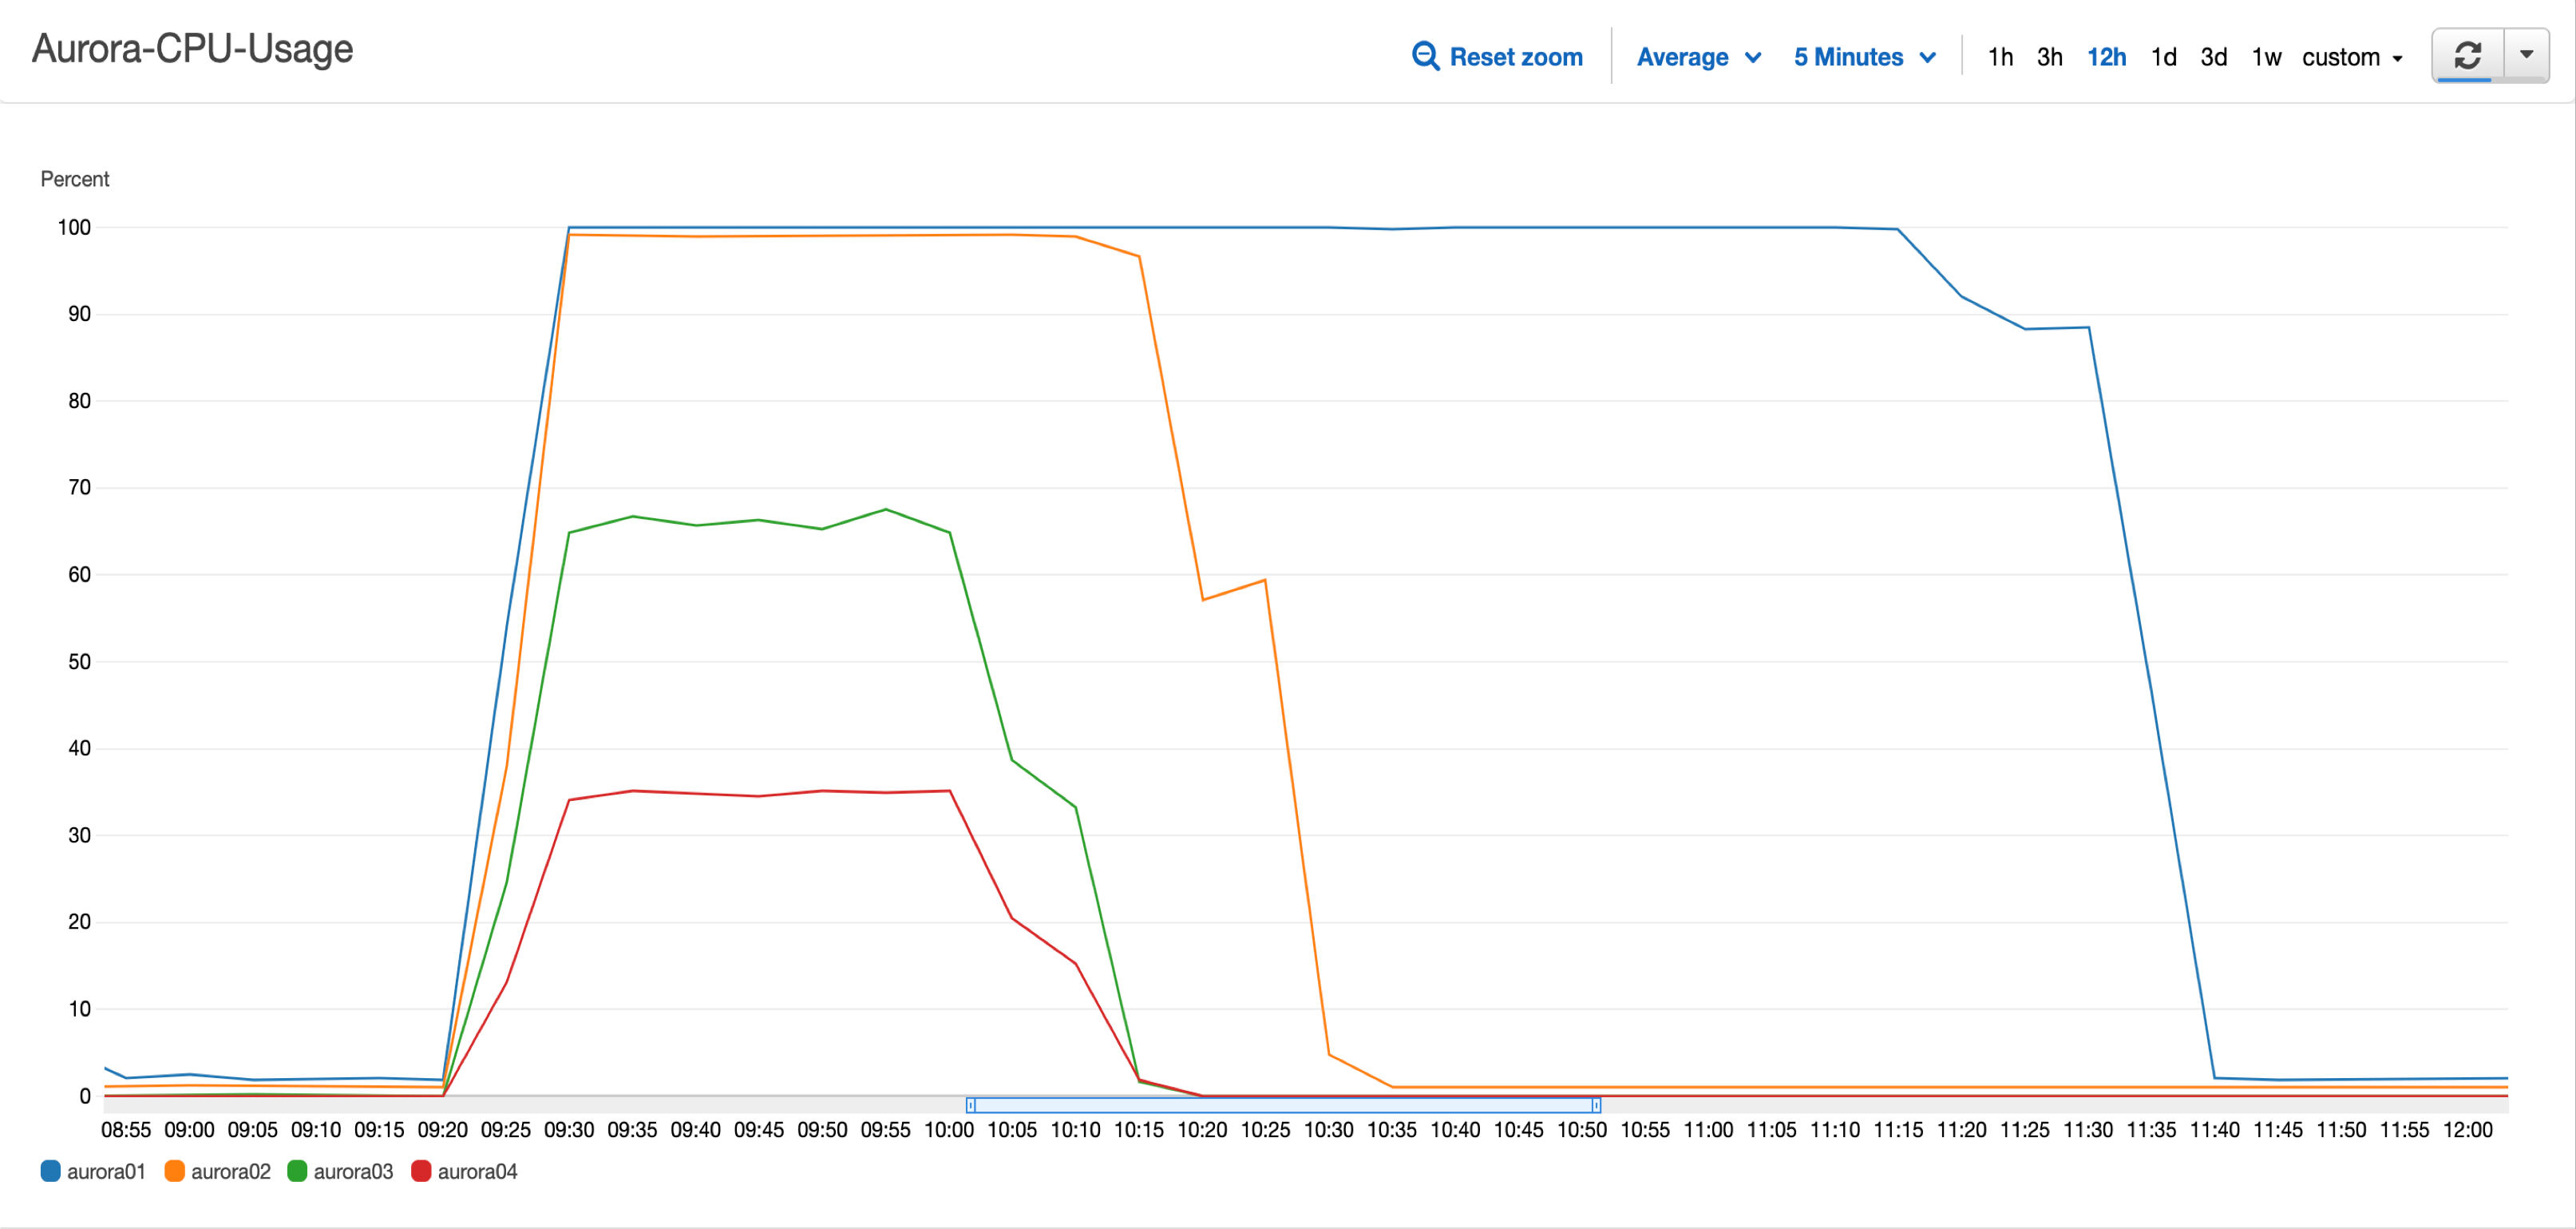 Aurora-CPU-Usage
Reset zoom Average 5 Minutes 1h 3h 12h 1d 3d 1w custom
Percent
100
90
80
70
60
50
40
30
20
10
0
08:55 09:00 09:05 09:10 09:15 09:20 09:25 09:30 09:35 09:40 09:45 09:50 09:55 10:00 10:05 10:10 10:15 10:20 10:25 10:30 10:35 10:40 10:45 10:50 10:55 11:00 11:05 11:10 11:15 11:20 11:25 11:30 11:35 11:40 11:45 11:50 11:55 12:00
aurora01 aurora02 aurora03 aurora04